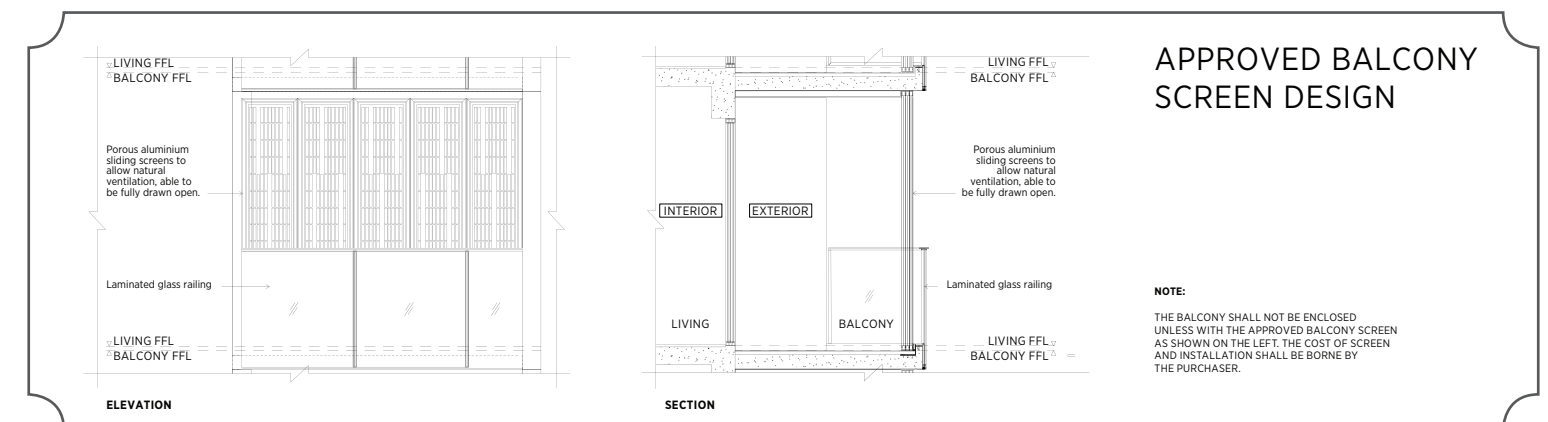 APPROVED BALCONY
SCREEN DESIGN
LIVING FFL
BALCONY FFL
Porous aluminium
sliding screens to
allow natural
ventilation, able to
be fully drawn open.
Laminated glass railing
LIVING FFL
BALCONY FFL
ELEVATION
LIVING FFL
BALCONY FFL
Porous aluminium
sliding screens to
allow natural
ventilation, able to
be fully drawn open.
INTERIOR
EXTERIOR
Laminated glass railing
LIVING
BALCONY
LIVING FFL
BALCONY FFL
SECTION
NOTE:
THE BALCONY SHALL NOT BE ENCLOSED
UNLESS WITH THE APPROVED BALCONY SCREEN
AS SHOWN ON THE LEFT. THE COST OF SCREEN
AND INSTALLATION SHALL BE BORNE BY
THE PURCHASER.